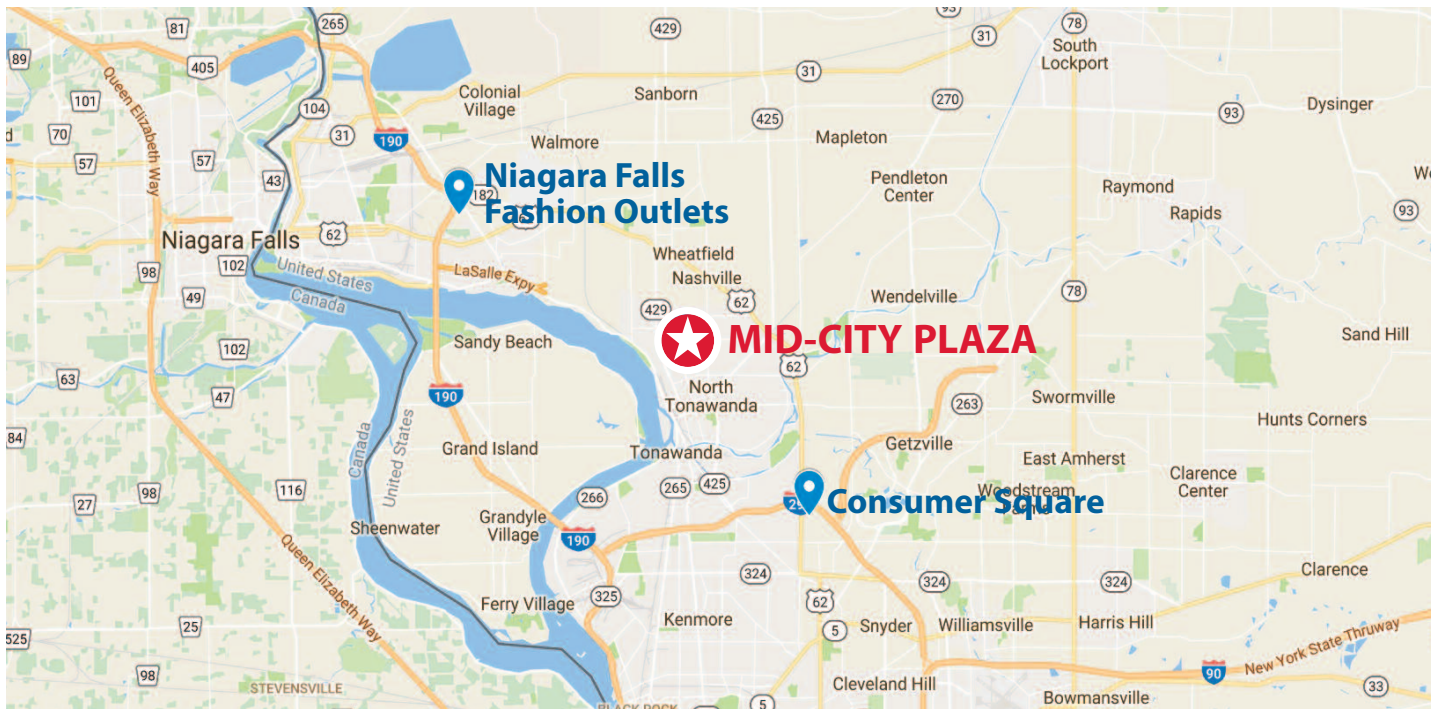 265
93
81
429
78
South
Lockport
31
89
405
31
Colonial
Village
Sanborn
270
Dysinger
101
Queen Elizabeth Way
104
425
93
70
31
190
Walmore
Mapleton
57
57
43
Niagara Falls
Fashion Outlets
182
Pendleton
Center
Raymond
Rapids
93
62
Niagara Falls
Wheatfield
Nashville
98
102
United States
Canada
LaSalle Expy
49
429
62
Wendelville
78
MID-CITY PLAZA
Sand Hill
102
Sandy Beach
62
63
47
190
North
Tonawanda
263
Swormville
Hunts Corners
84
Canada
United States
Grand Island
Tonawanda
Getzville
East Amherst
Clarence
Center
98
116
27
266
265
425
Consumer Square
Woodstream
Sheenwater
Grandyle
Village
190
Queen Elizabeth Way
324
324
324
Clarence
Ferry Village
325
62
Kenmore
5
Snyder
Williamsville
Harris Hill
525
25
New York State Thruway
98
90
STEVENSVILLE
Cleveland Hill
33
5
Bowmansville
BLACK ROCK